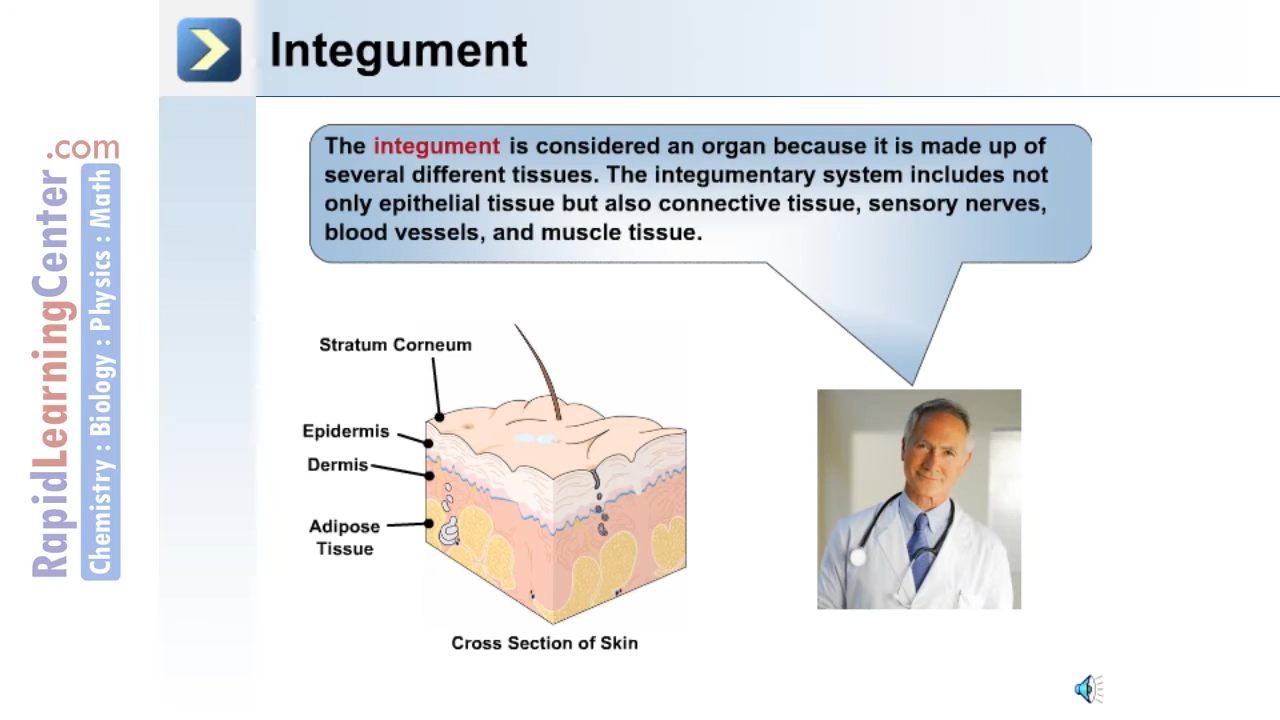 Integument
The integument is considered an organ because it is made up of
several different tissues. The integumentary system includes not
only epithelial tissue but also connective tissue, sensory nerves,
blood vessels, and muscle tissue.
Stratum Corneum
Epidermis
Dermis
Adipose
Tissue
Cross Section of Skin
RapidLearningCenter.com
Chemistry : Biology : Physics : Math